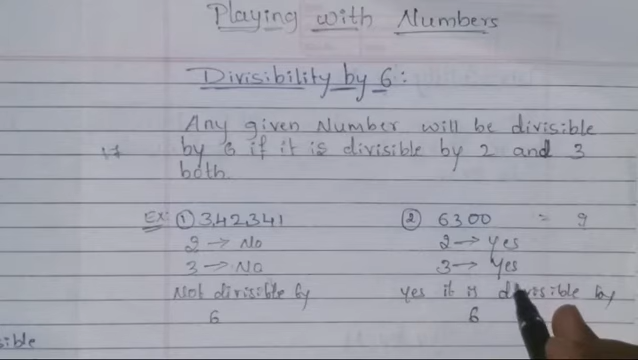 Playing with Numbers
Divisibility by 6:
Any given Number will be divisible
by 6 if it is divisible by 2 and 3
both.
Ex: ① 342341
2 → No
3 → No
Not divisible by
6
② 6300 = 9
2 → Yes
3 → Yes
yes it is divisible by
6